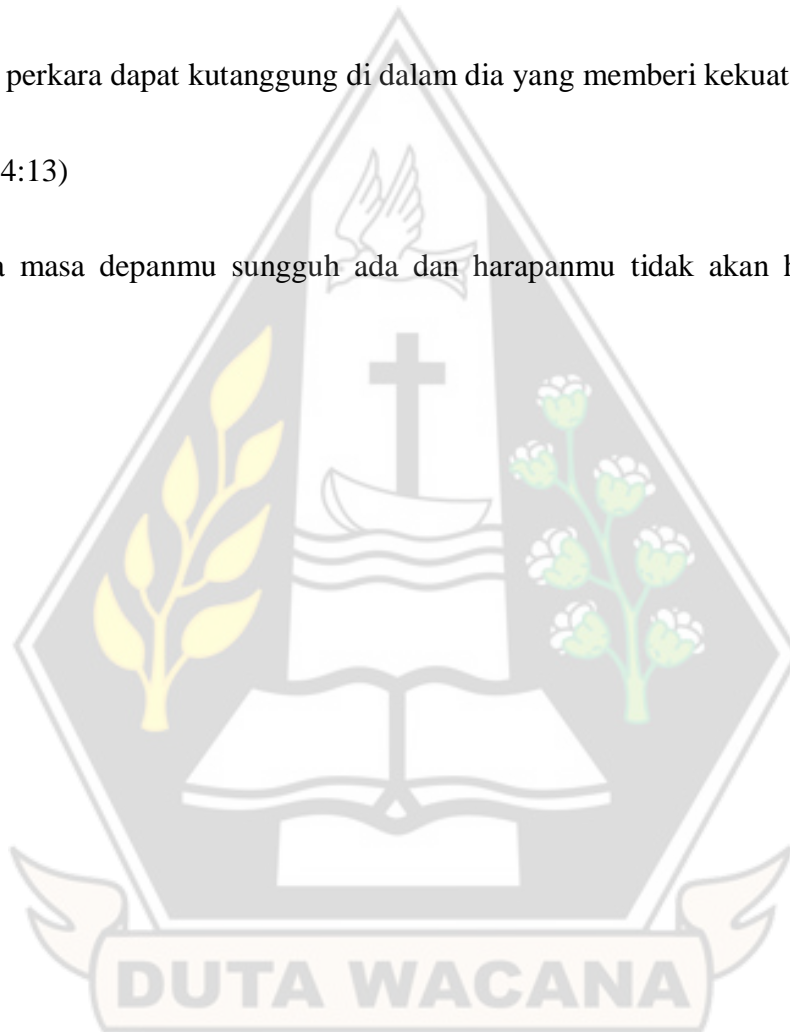 perkara dapat kutanggung di dalam dia yang memberi kekuat
4:13)
masa depanmu sungguh ada dan harapanmu tidak akan
DUTA WACANA